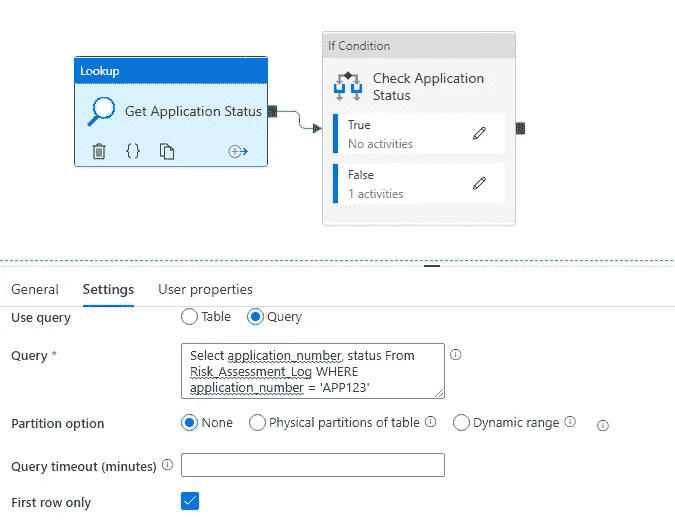 If Condition
Lookup
Check Application
Status
Get Application Status
True
No activities
{}
False
1 activities
General Settings User properties
Use query Table Query
Query * Select application_number, status From
Risk_Assessment_Log WHERE
application_number = 'APP123'
Partition option None Physical partitions of table Dynamic range
Query timeout (minutes)
First row only